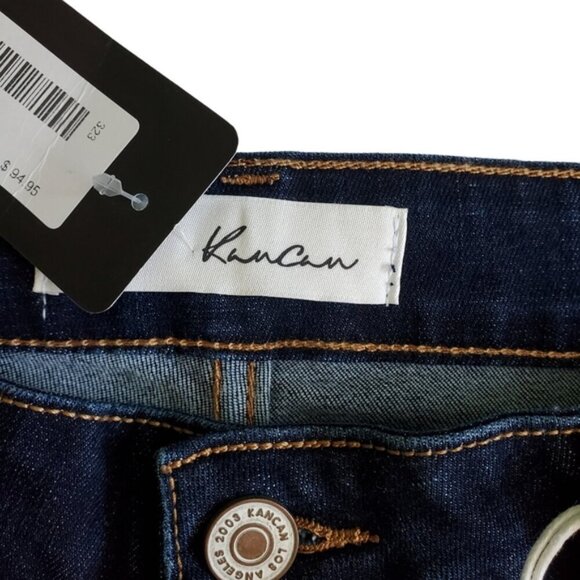 323
$ 94.95
KanCan
2003 KANCAN LOS ANGELES